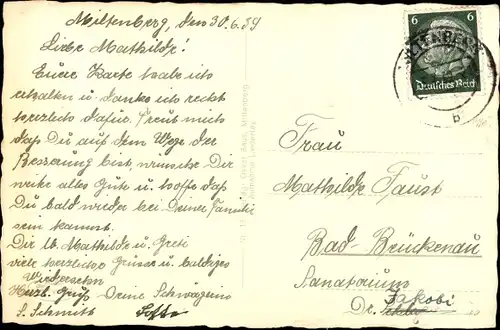 Miltenberg, den 30.6.39
Liebe Mathilde!
Eure Karte habe ich
erhalten u. danke ich recht
herzlich dafür. Freut mich
daß Du auf dem Wege der
Besserung bist, wünsche Dir
weiter alles Gute u. hoffe daß
Du bald wieder bei Deiner Familie
sein kannst.
Dir lb. Mathilde u. Greti
viele herzliche Grüsse u. baldiges
Wiedersehen
Herzl. Gruß Deine Schwägerin
S. Schmitt
6 6
Deutsches Reich
MILTENBERG
b
Frau
Mathilde Faust
Bad-Brückenau
Sanatorium
Dr. Jakobi